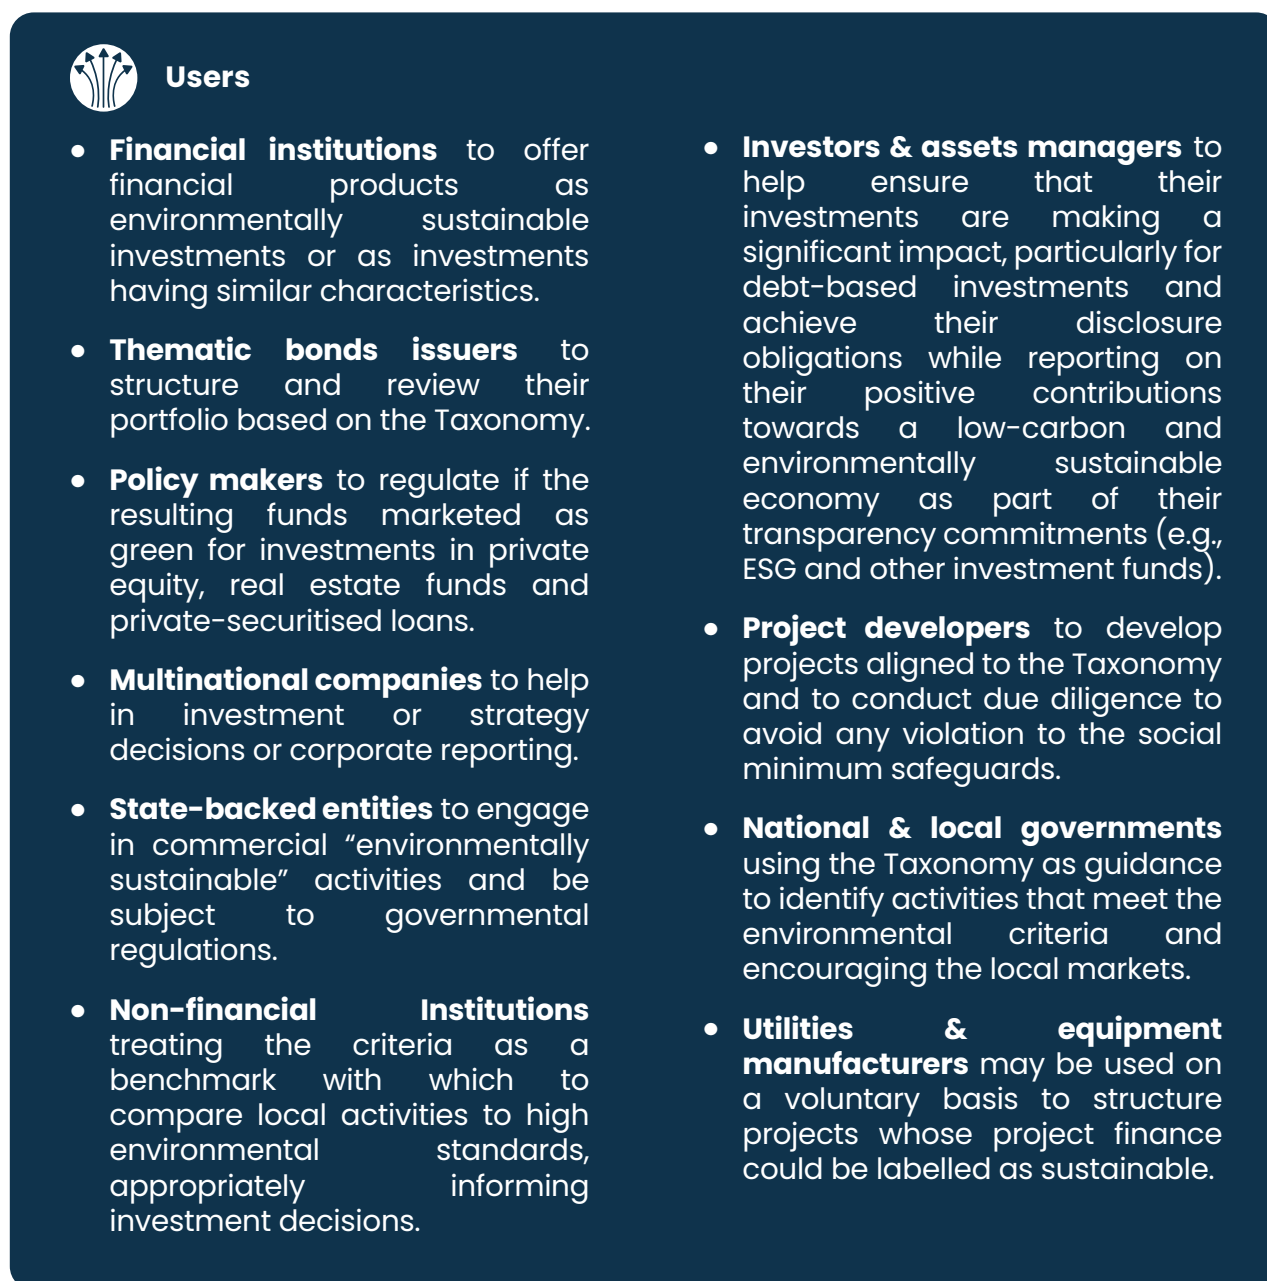 Users
● Financial institutions to offer
financial products as
environmentally sustainable
investments or as investments
having similar characteristics.
● Thematic bonds issuers to
structure and review their
portfolio based on the Taxonomy.
● Policy makers to regulate if the
resulting funds marketed as
green for investments in private
equity, real estate funds and
private-securitised loans.
● Multinational companies to help
in investment or strategy
decisions or corporate reporting.
● State-backed entities to engage
in commercial “environmentally
sustainable” activities and be
subject to governmental
regulations.
● Non-financial Institutions
treating the criteria as a
benchmark with which to
compare local activities to high
environmental standards,
appropriately informing
investment decisions.
● Investors & assets managers to
help ensure that their
investments are making a
significant impact, particularly for
debt-based investments and
achieve their disclosure
obligations while reporting on
their positive contributions
towards a low-carbon and
environmentally sustainable
economy as part of their
transparency commitments (e.g.,
ESG and other investment funds).
● Project developers to develop
projects aligned to the Taxonomy
and to conduct due diligence to
avoid any violation to the social
minimum safeguards.
● National & local governments
using the Taxonomy as guidance
to identify activities that meet the
environmental criteria and
encouraging the local markets.
● Utilities & equipment
manufacturers may be used on
a voluntary basis to structure
projects whose project finance
could be labelled as sustainable.